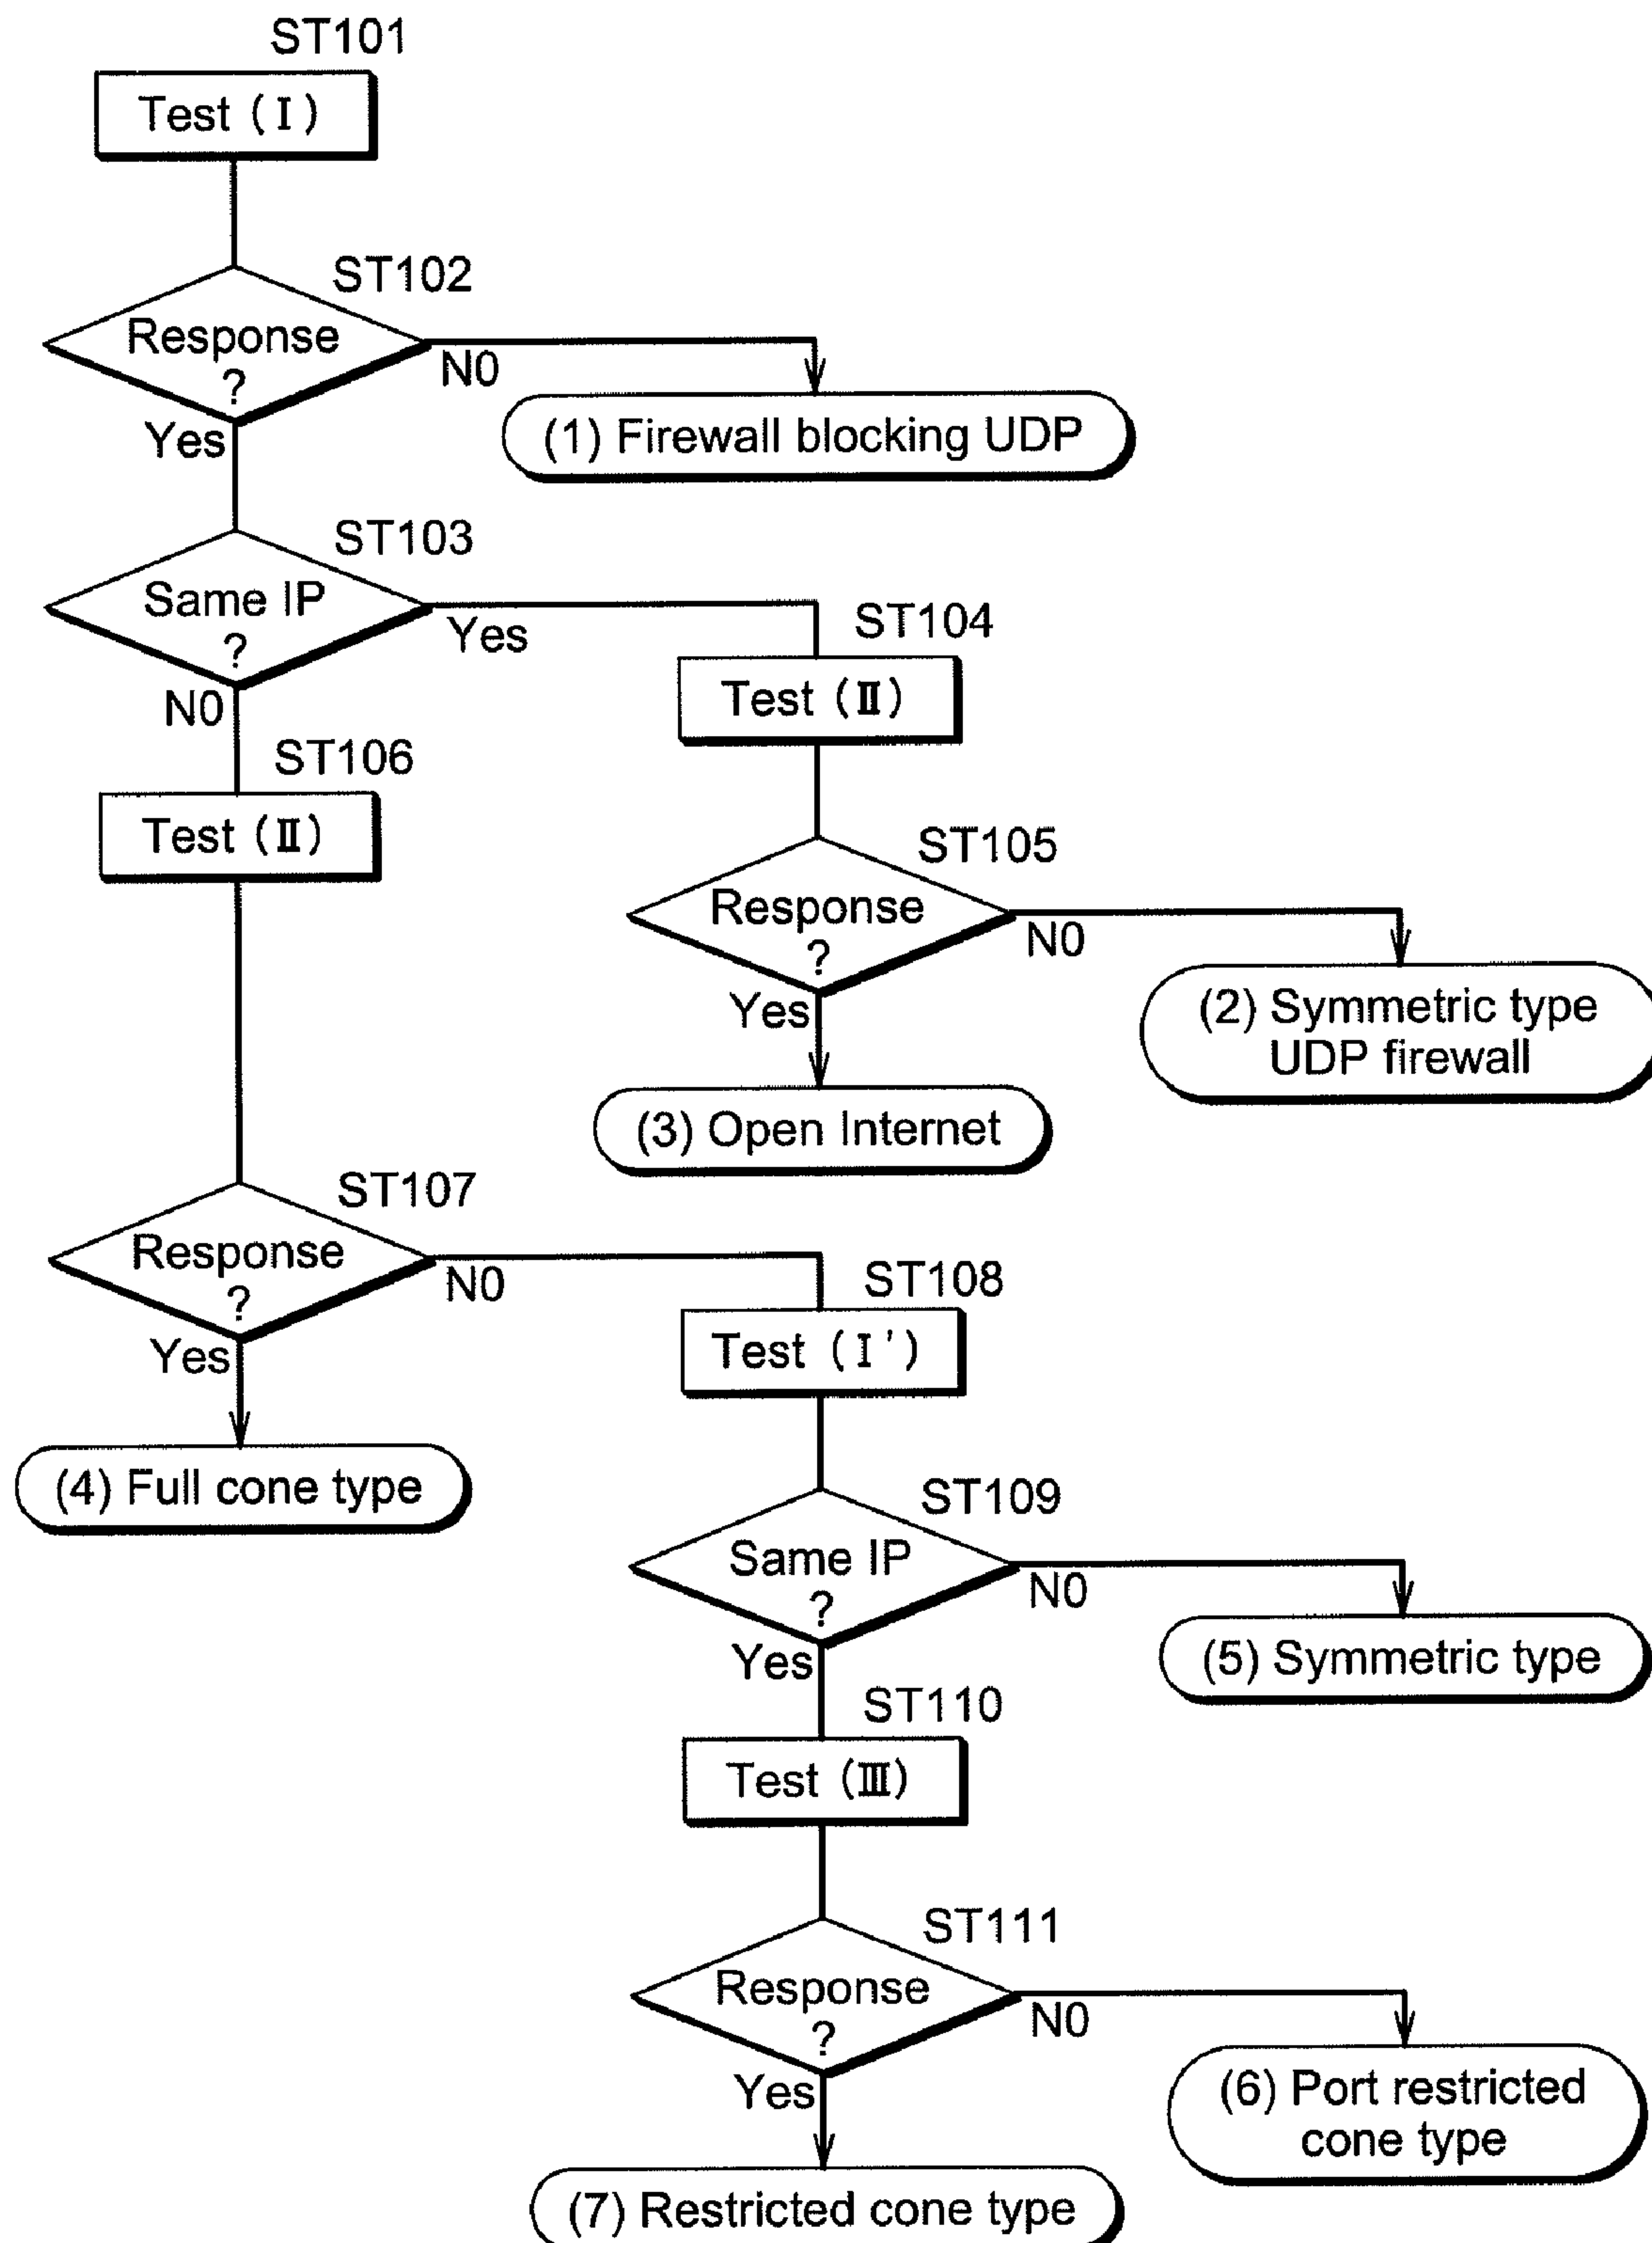 ST101
Test (I)
ST102
Response
?
N0
Yes
(1) Firewall blocking UDP
ST103
Same IP
?
Yes
N0
ST104
Test (II)
ST106
Test (II)
ST105
Response
?
N0
Yes
(2) Symmetric type
UDP firewall
(3) Open Internet
ST107
Response
?
N0
Yes
ST108
Test (I')
(4) Full cone type
ST109
Same IP
?
N0
Yes
(5) Symmetric type
ST110
Test (III)
ST111
Response
?
N0
Yes
(6) Port restricted
cone type
(7) Restricted cone type